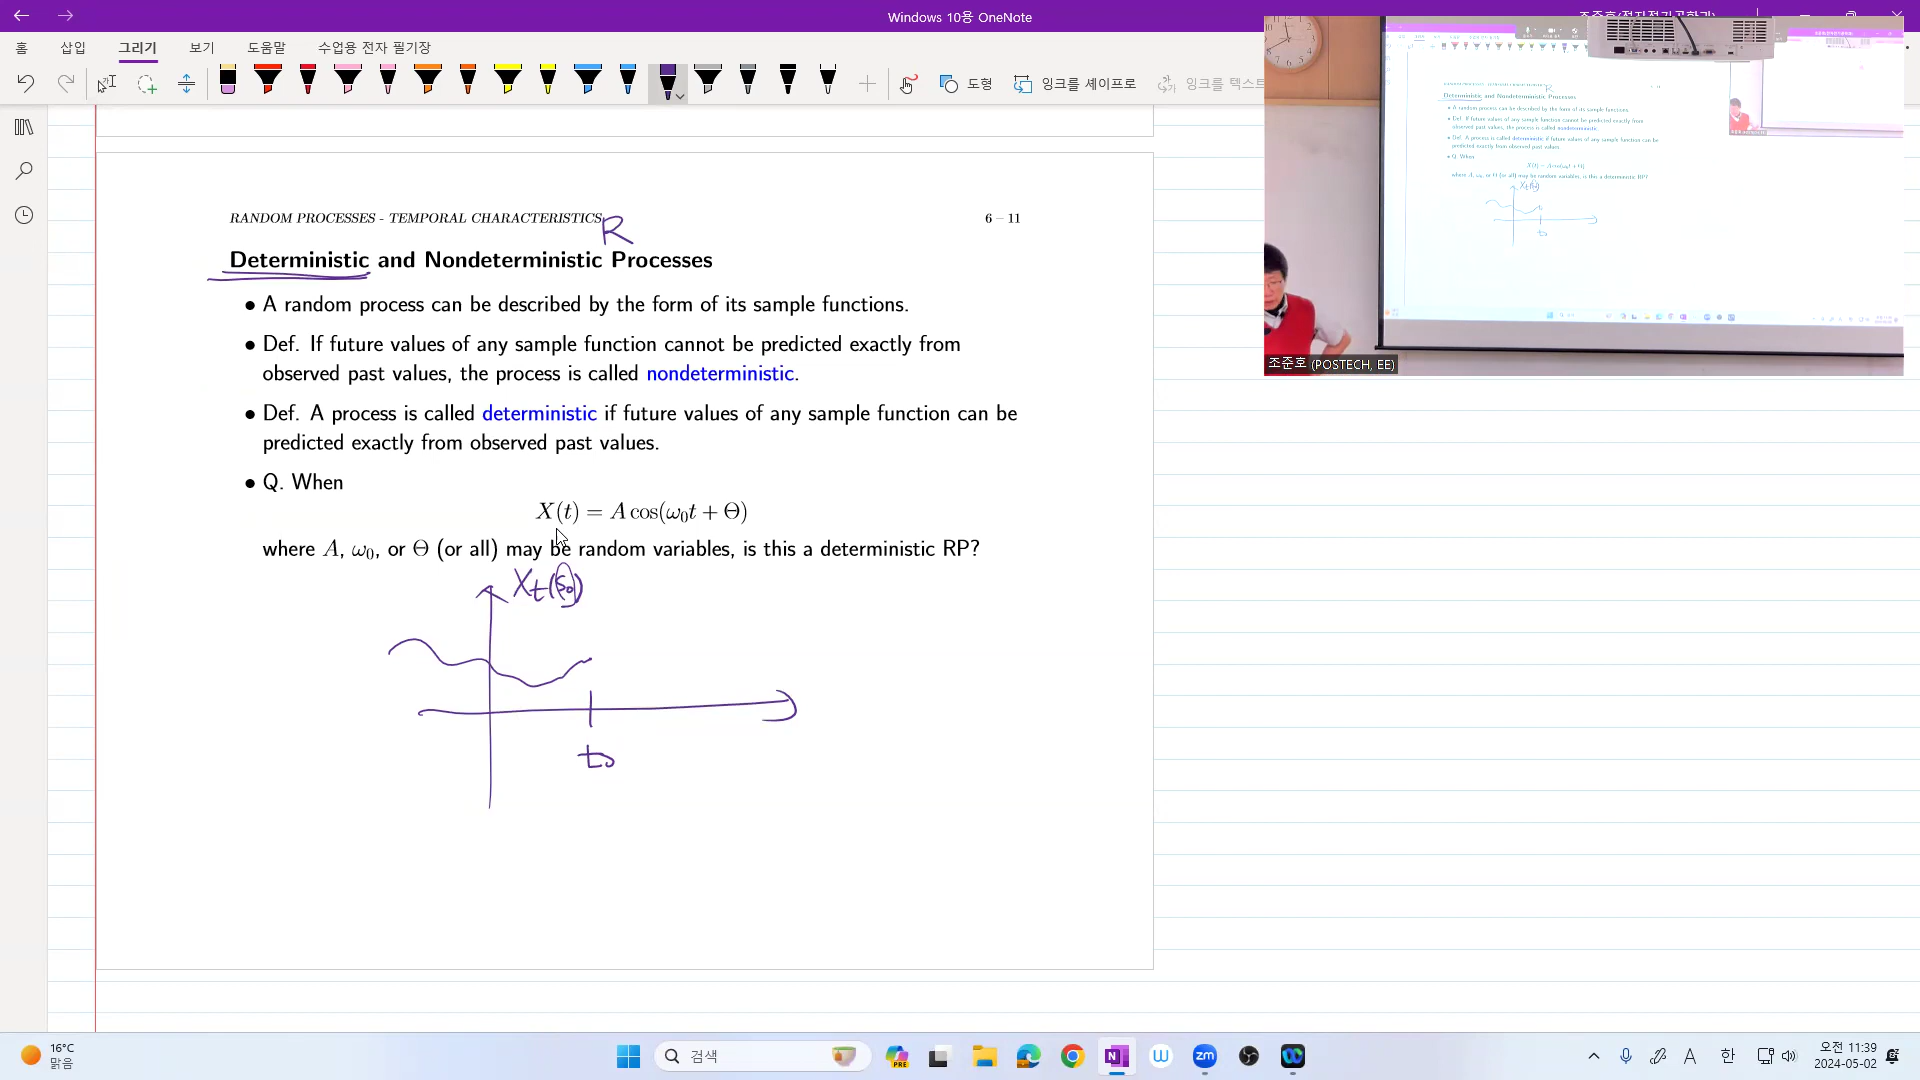 Windows 10용 OneNote
홈 삽입 그리기 보기 도움말 수업용 전자 필기장
도형 잉크를 셰이프로 잉크를 텍스트
RANDOM PROCESSES - TEMPORAL CHARACTERISTICS 6 – 11
R
Deterministic and Nondeterministic Processes
• A random process can be described by the form of its sample functions.
• Def. If future values of any sample function cannot be predicted exactly from
observed past values, the process is called nondeterministic.
• Def. A process is called deterministic if future values of any sample function can be
predicted exactly from observed past values.
• Q. When
X(t) = A cos(ω₀t + Θ)
where A, ω₀, or Θ (or all) may be random variables, is this a deterministic RP?
Xt(s₀)
t₀
조준호 (POSTECH, EE)
16°C
맑음
검색
PRE
zm
A 한
오전 11:39
2024-05-02